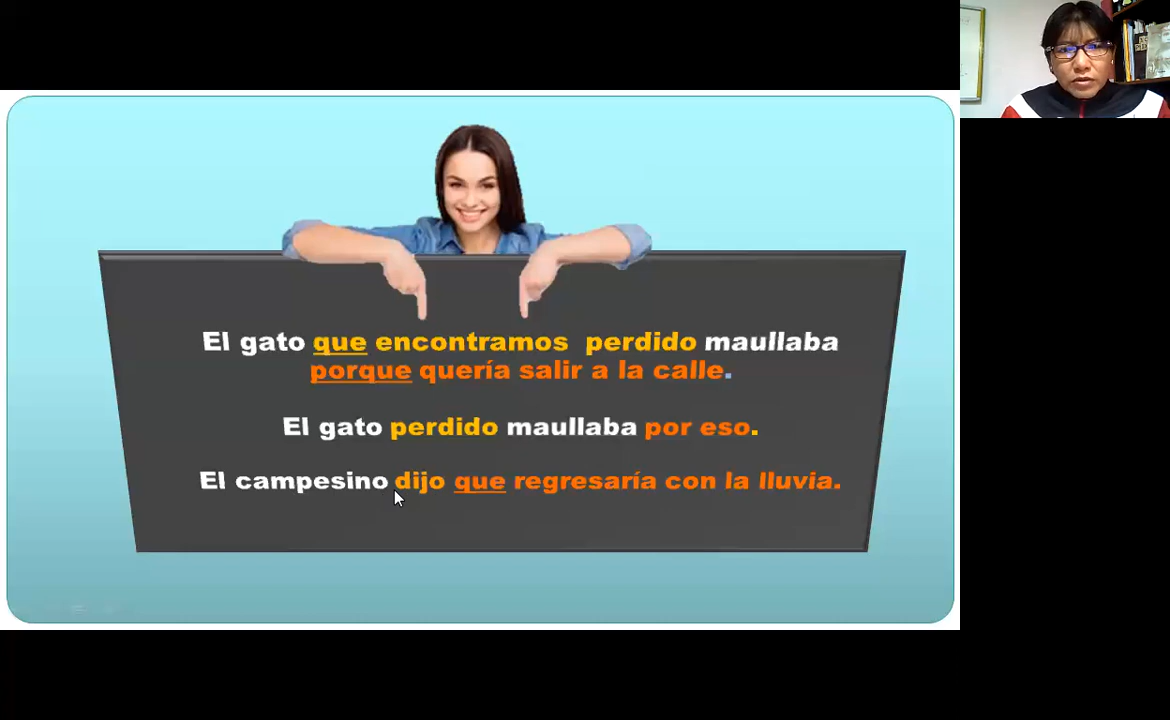 El gato que encontramos perdido maullaba
porque quería salir a la calle.
El gato perdido maullaba por eso.
El campesino dijo que regresaría con la lluvia.